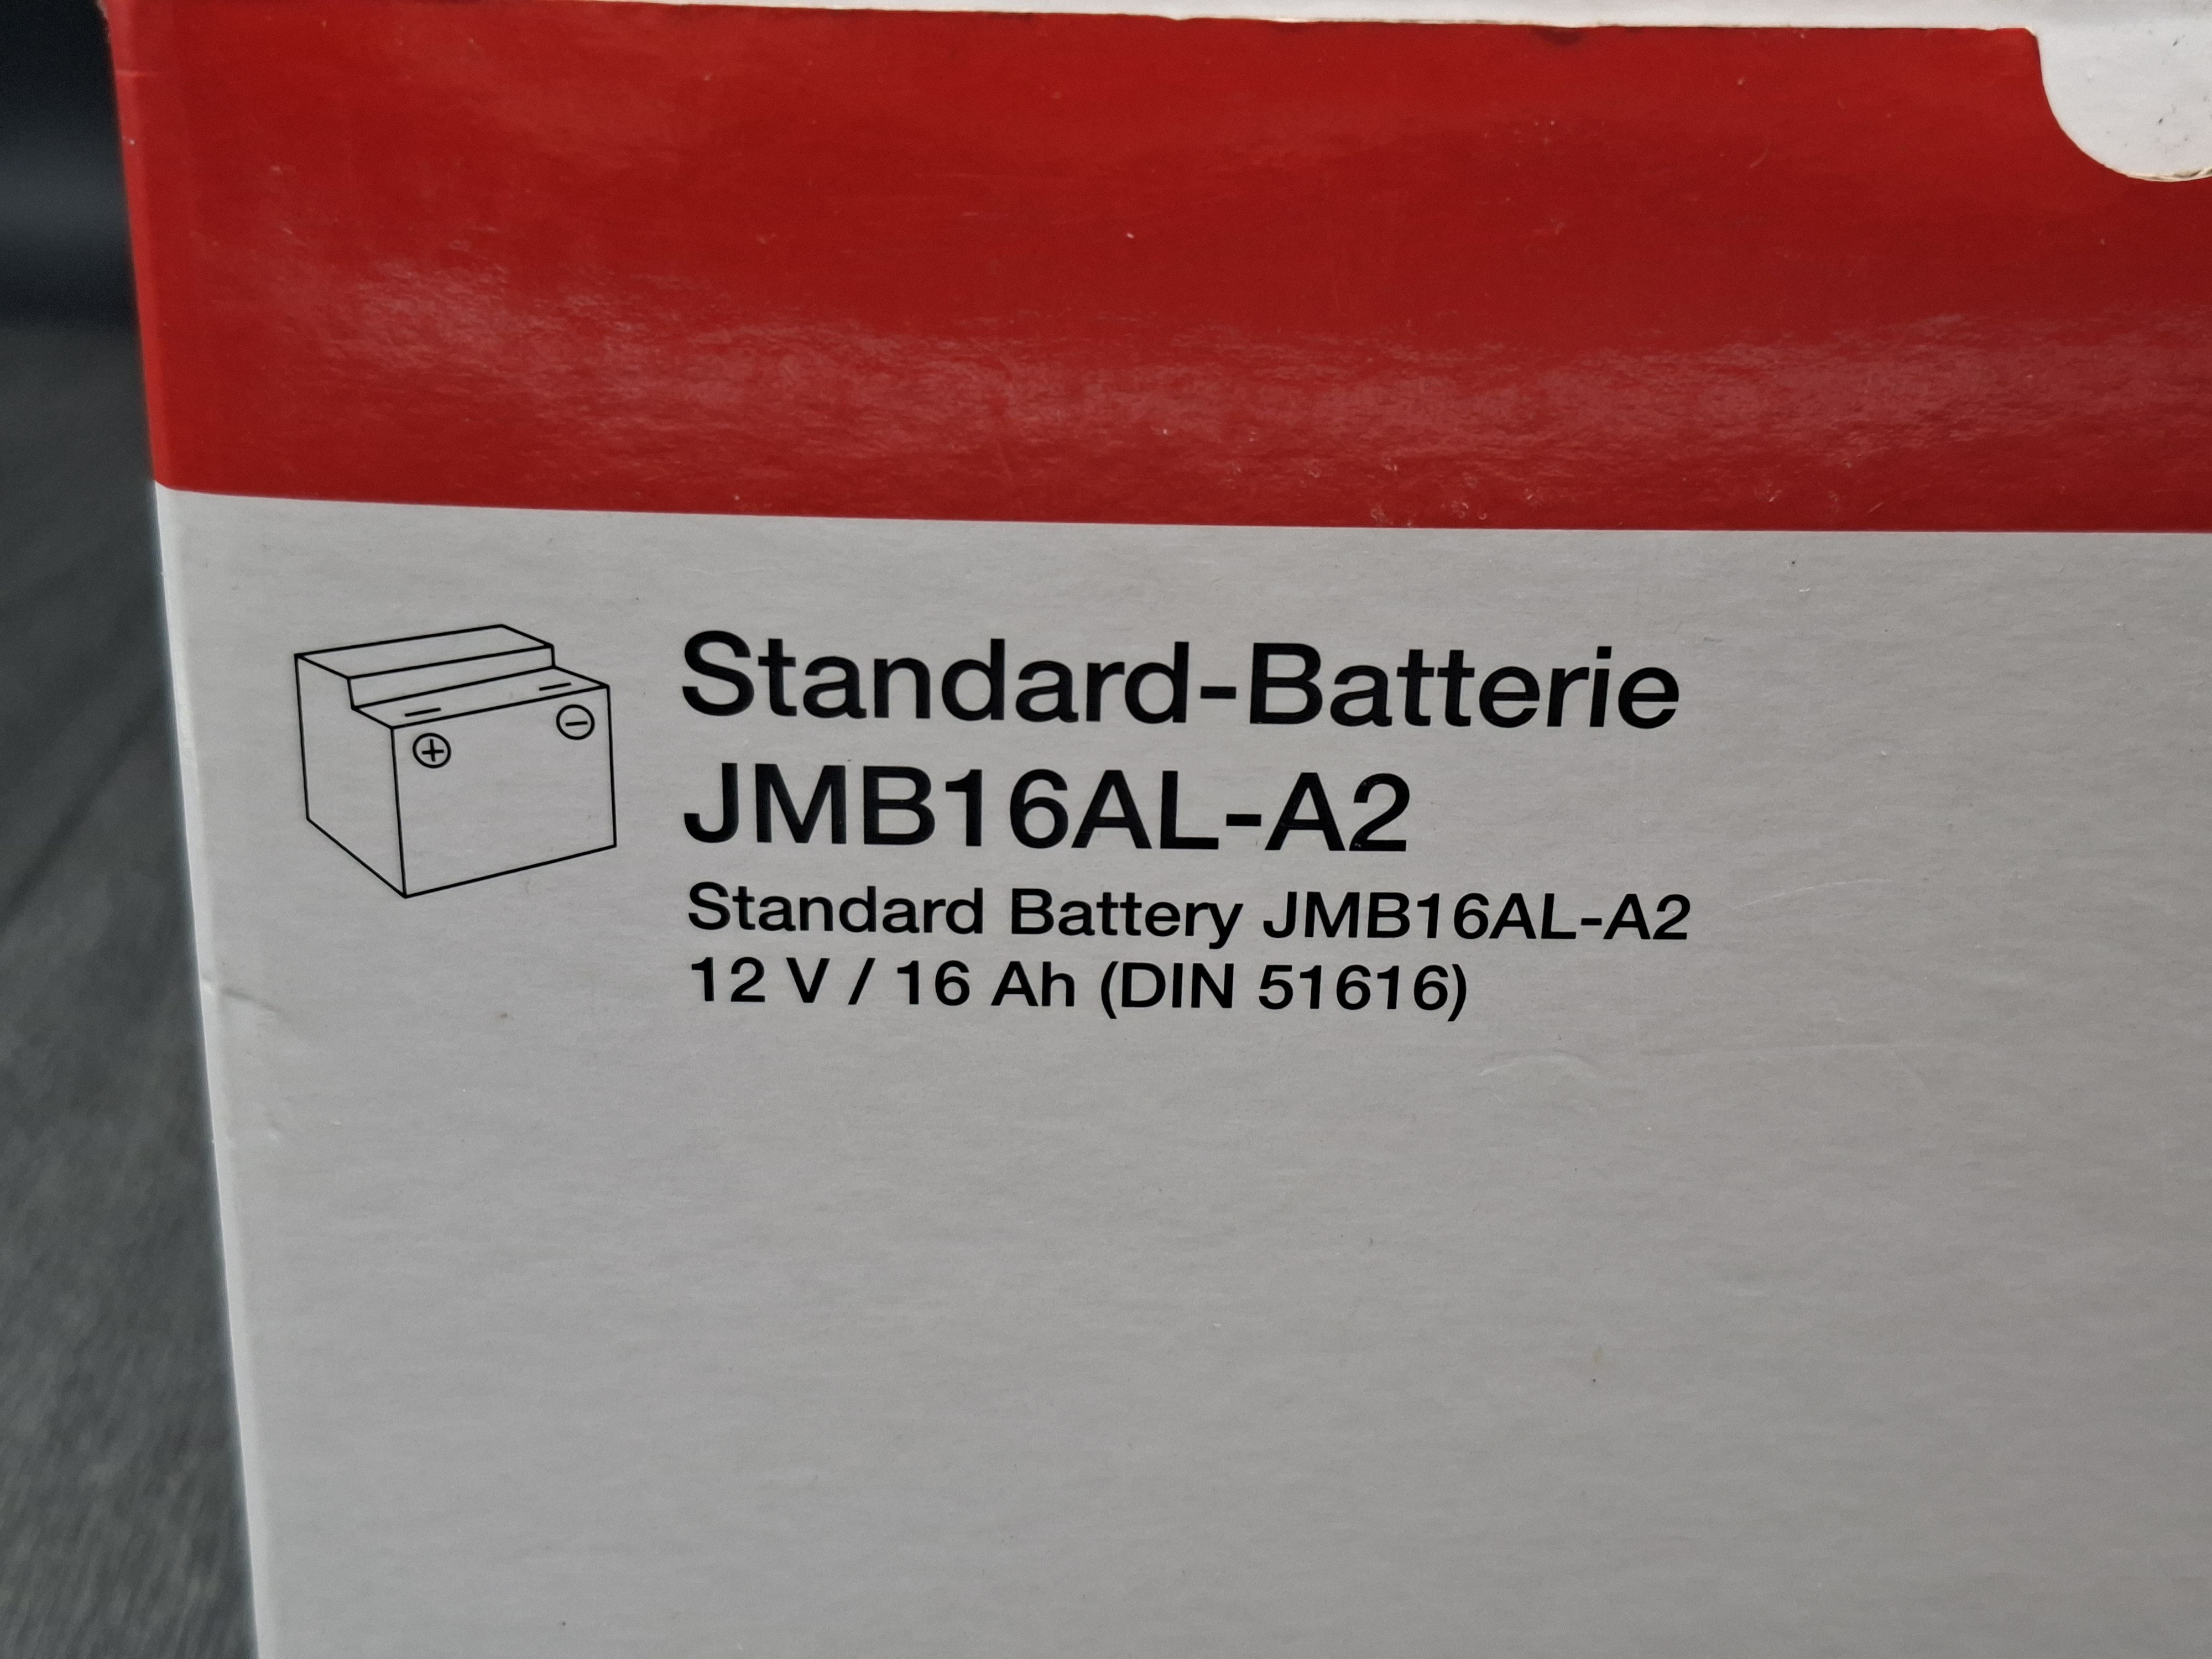 Standard-Batterie
JMB16AL-A2
Standard Battery JMB16AL-A2
12 V / 16 Ah (DIN 51616)